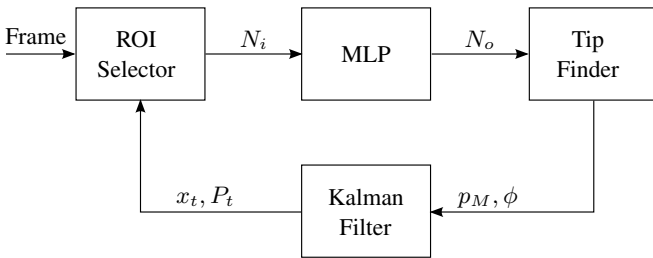 Frame
ROI
Selector
N_i
MLP
N_o
Tip
Finder
x_t, P_t
Kalman
Filter
p_M, ϕ